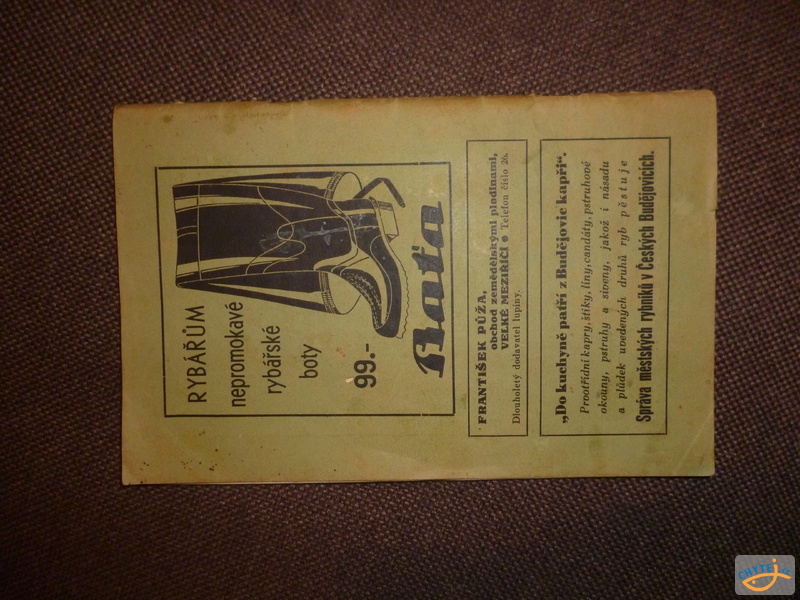 RYBÁŘŮM
nepromokavé
rybářské
boty
99.-
Baťa
FRANTIŠEK PŮŽA,
obchod zemědělskými plodinami,
VELKÉ MEZIŘÍČÍ ● Telefon číslo 26.
Dlouholetý dodavatel lupiny.
„Do kuchyně patří z Budějovic kapři“.
Prvotřídní kapry, štiky, líny, candáty, pstruhové
okouny, pstruhy a siveny, jakož i násadu
a plůdek uvedených druhů ryb pěstuje
Správa městských rybníků v Českých Budějovicích.